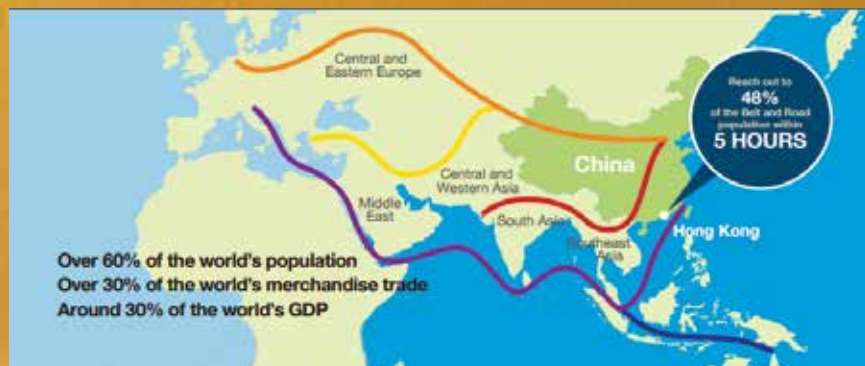 Central and
Eastern Europe
Reach out to
48%
of the Belt and Road
population within
5 HOURS
China
Central and
Western Asia
Middle
East
South Asia
Southeast
Asia
Hong Kong
Over 60% of the world's population
Over 30% of the world's merchandise trade
Around 30% of the world's GDP